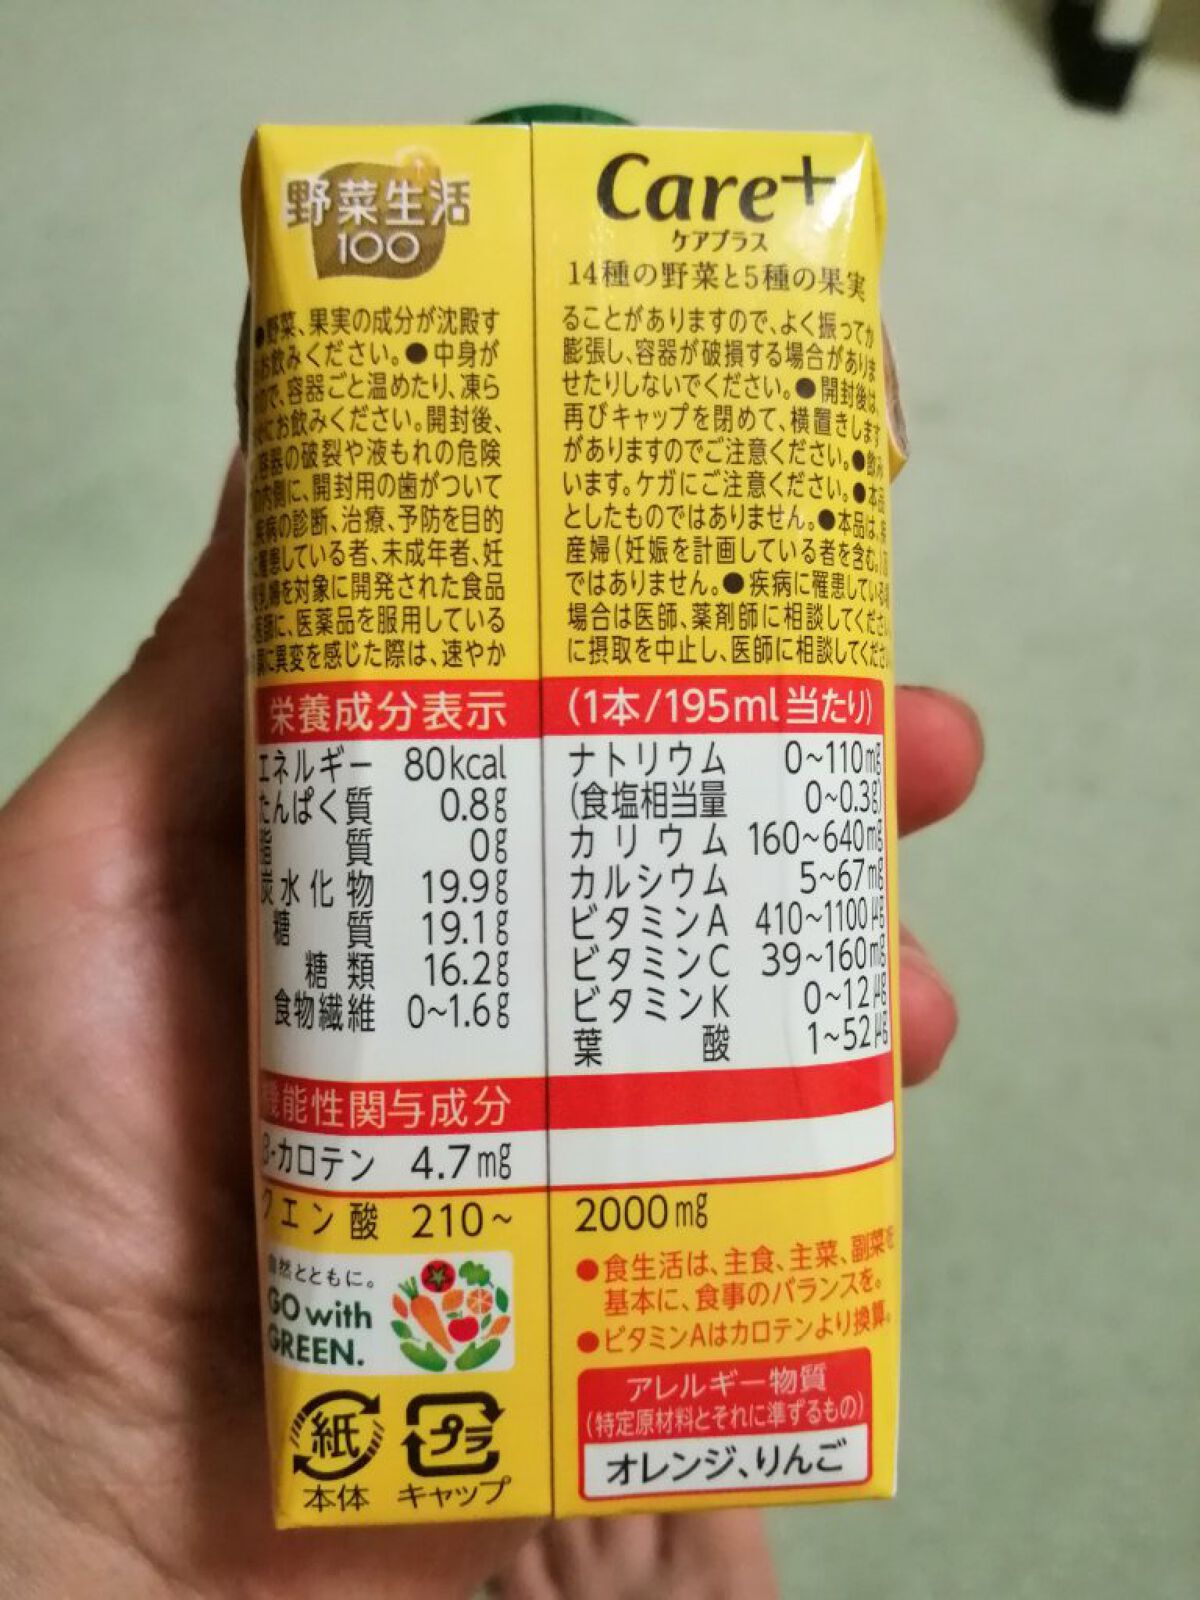 野菜生活
100
Care+
ケアプラス
14種の野菜と5種の果実
●野菜、果実の成分が沈殿す
ることがありますので、よく振ってか
お飲みください。●中身が
膨張し、容器が破損する場合がありま
で、容器ごと温めたり、凍ら
せたりしないでください。●開封後は、
にお飲みください。開封後、
再びキャップを閉めて、横置きします
容器の破裂や液もれの危険
がありますのでご注意ください。●飲み
の内側に、開封用の歯がついて
います。ケガにご注意ください。●本品
疾病の診断、治療、予防を目的
としたものではありません。●本品は、疾
に罹患している者、未成年者、妊
産婦(妊娠を計画している者を含む。)
乳婦を対象に開発された食品
ではありません。●疾病に罹患している
医師に、医薬品を服用している
場合は医師、薬剤師に相談してください
に異変を感じた際は、速やか
に摂取を中止し、医師に相談してくださ
栄養成分表示 (1本/195ml当たり)
エネルギー 80kcal
たんぱく質 0.8g
脂質 0g
炭水化物 19.9g
糖質 19.1g
糖類 16.2g
食物繊維 0~1.6g
ナトリウム 0~110mg
(食塩相当量 0~0.3g)
カリウム 160~640mg
カルシウム 5~67mg
ビタミンA 410~1100μg
ビタミンC 39~160mg
ビタミンK 0~12μg
葉酸 1~52μg
機能性関与成分
β-カロテン 4.7mg
クエン酸 210~2000mg
自然とともに。
GO with
GREEN.
●食生活は、主食、主菜、副菜を
基本に、食事のバランスを。
●ビタミンAはカロテンより換算。
アレルギー物質
(特定原材料とそれに準ずるもの)
オレンジ、りんご
紙
プラ
本体 キャップ